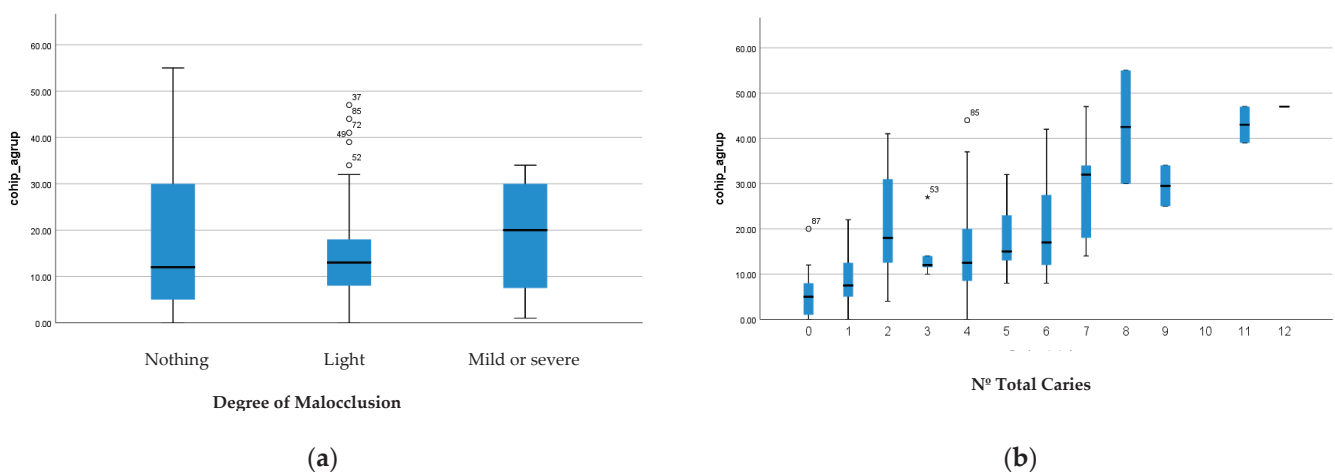 cohip_agrup
60.00
50.00
40.00
30.00
20.00
10.00
0.00
37
85
72
49
52
Nothing Light Mild or severe
Degree of Malocclusion
(a)
cohip_agrup
60.00
50.00
40.00
30.00
20.00
10.00
0.00
87
53
85
0 1 2 3 4 5 6 7 8 9 10 11 12
Nº Total Caries
(b)